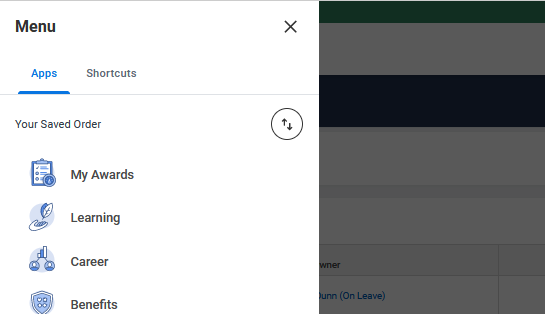 Menu
Apps
Shortcuts
Your Saved Order
My Awards
Learning
Career
Benefits
wner
Dunn (On Leave)